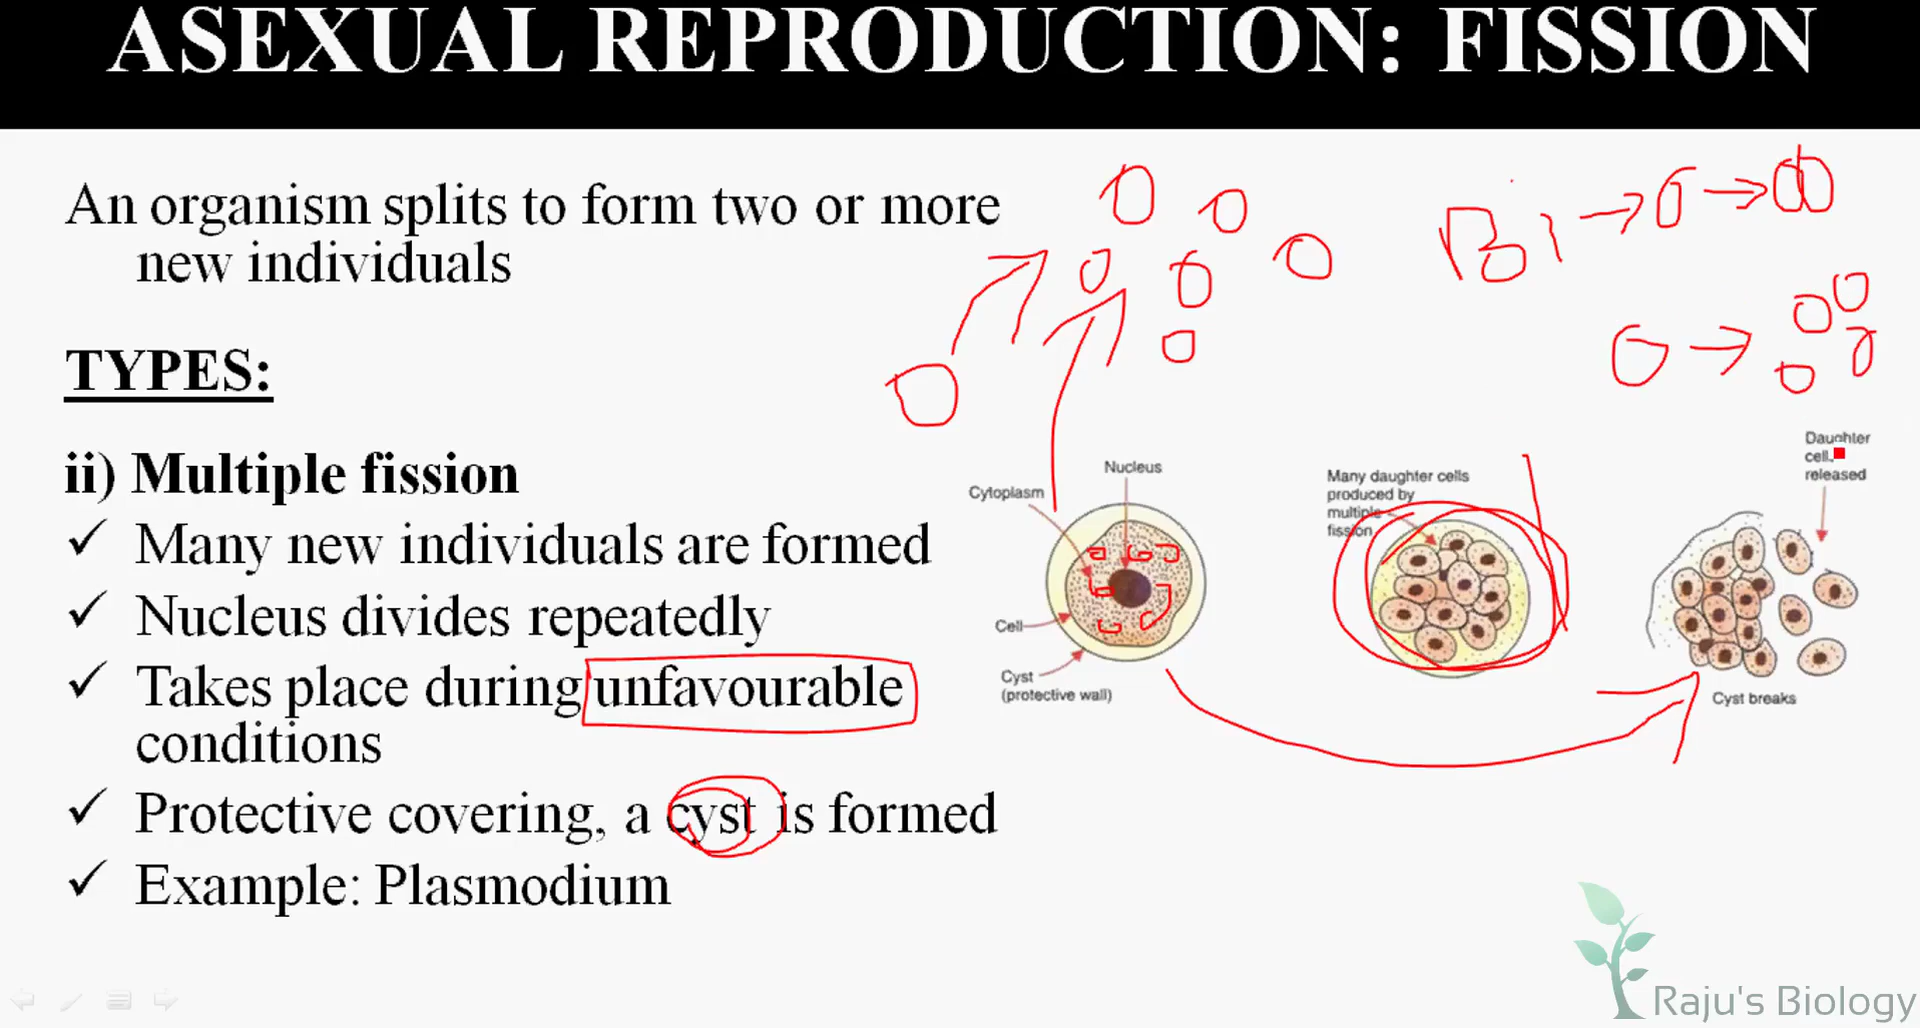 ASEXUAL REPRODUCTION: FISSION
An organism splits to form two or more
new individuals
TYPES:
ii) Multiple fission
✓ Many new individuals are formed
✓ Nucleus divides repeatedly
✓ Takes place during unfavourable
conditions
✓ Protective covering, a cyst is formed
✓ Example: Plasmodium
Bi
Nucleus
Cytoplasm
Cell
Cyst
(protective wall)
Many daughter cells
produced by
multiple
fission
Daughter
cell
released
Cyst breaks
Raju's Biology